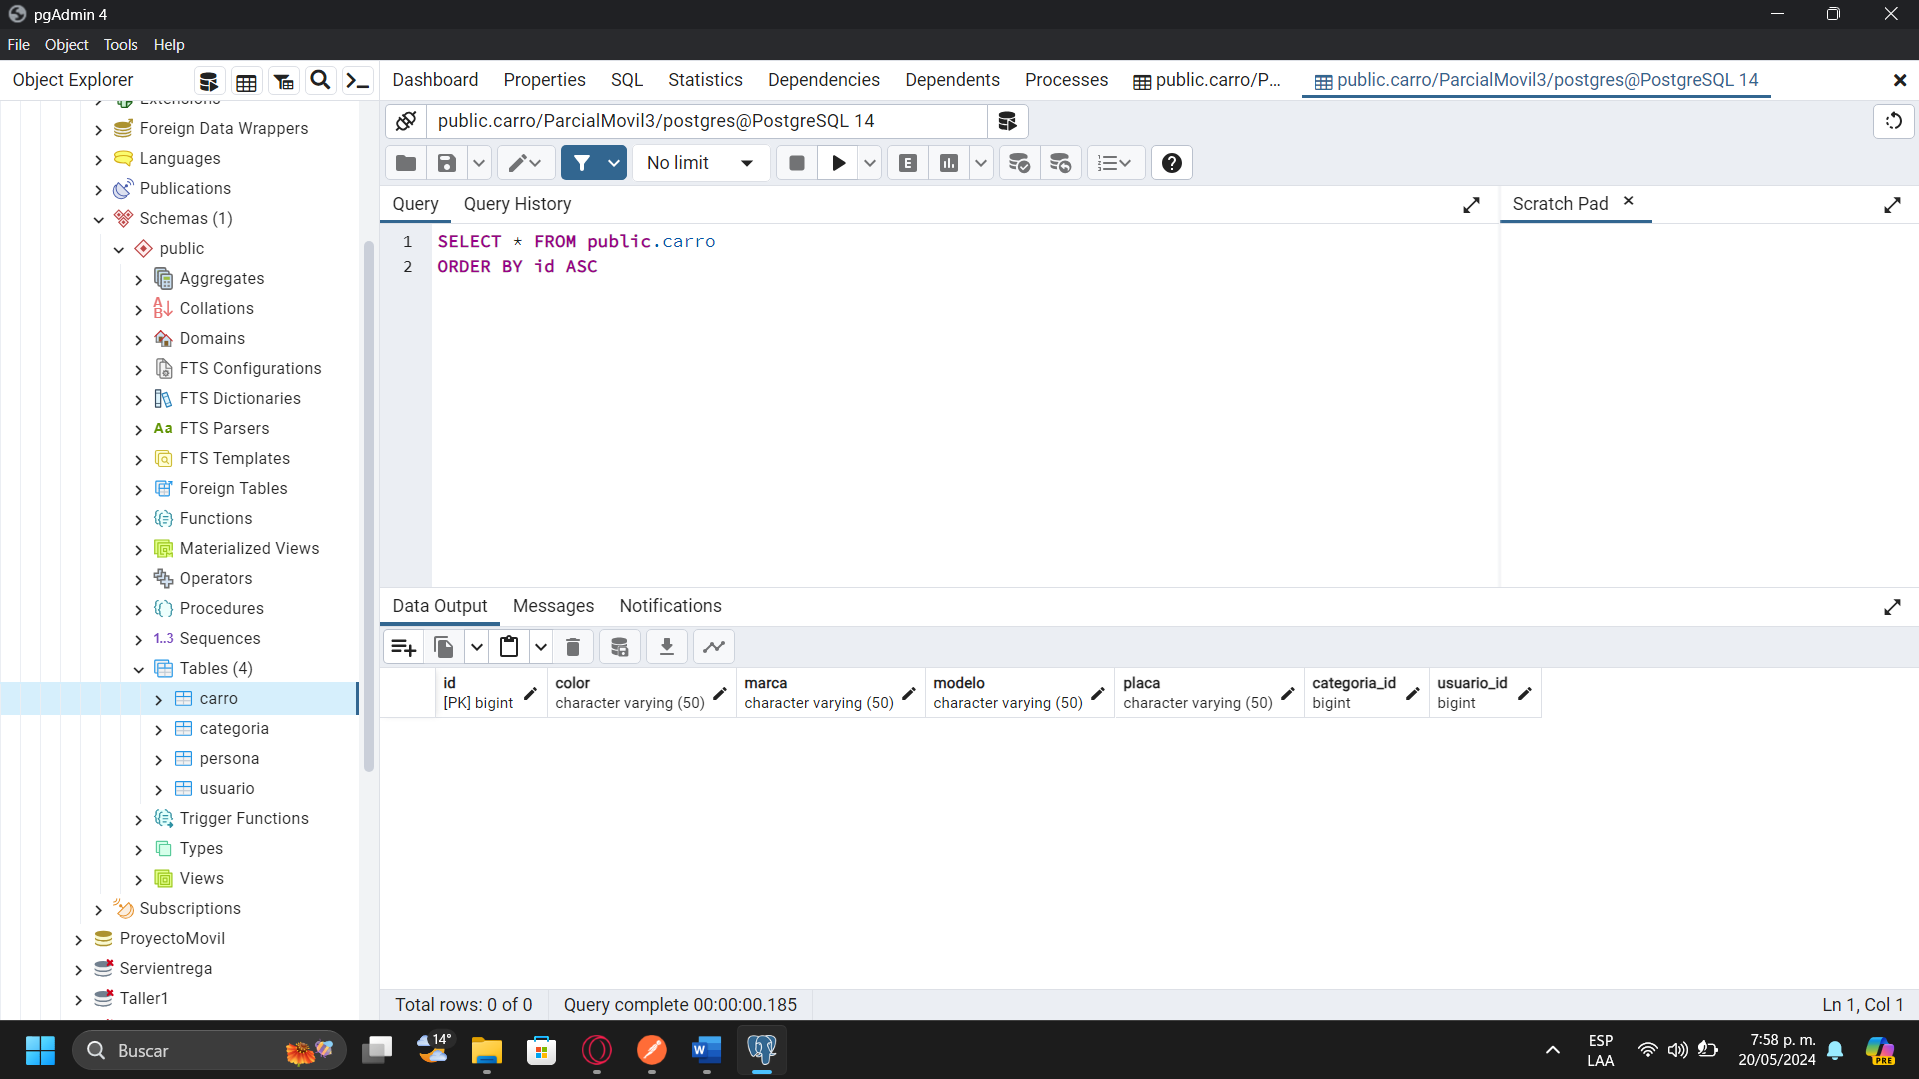 pgAdmin 4
File Object Tools Help
Object Explorer
Dashboard Properties SQL Statistics Dependencies Dependents Processes public.carro/P... public.carro/ParcialMovil3/postgres@PostgreSQL 14
public.carro/ParcialMovil3/postgres@PostgreSQL 14
No limit
E
Query Query History
Scratch Pad
1 SELECT * FROM public.carro
2 ORDER BY id ASC
Extensions
Foreign Data Wrappers
Languages
Publications
Schemas (1)
public
Aggregates
Collations
Domains
FTS Configurations
FTS Dictionaries
Aa FTS Parsers
FTS Templates
Foreign Tables
Functions
Materialized Views
Operators
Procedures
1..3 Sequences
Tables (4)
carro
categoria
persona
usuario
Trigger Functions
Types
Views
Subscriptions
ProyectoMovil
Servientrega
Taller1
Data Output Messages Notifications
id
[PK] bigint
color
character varying (50)
marca
character varying (50)
modelo
character varying (50)
placa
character varying (50)
categoria_id
bigint
usuario_id
bigint
Total rows: 0 of 0 Query complete 00:00:00.185 Ln 1, Col 1
Buscar
14°
ESP
LAA
7:58 p. m.
20/05/2024
PRE